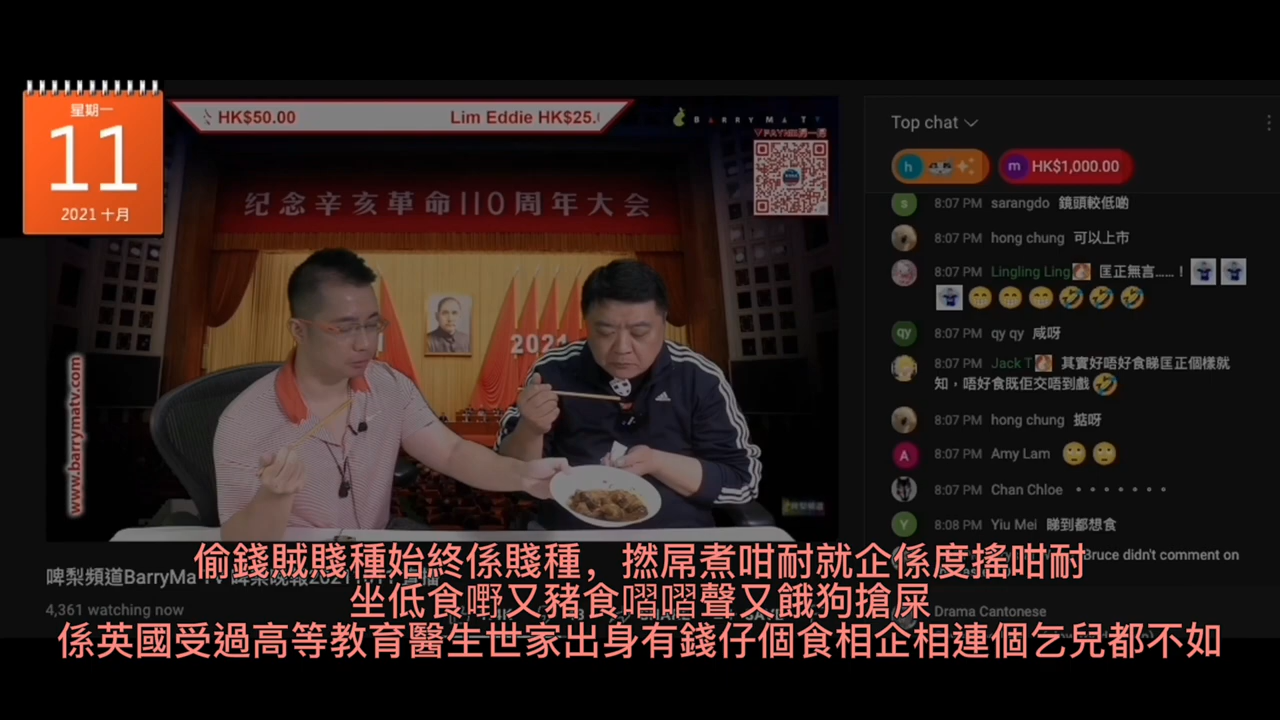 星期一
11
2021 十月
HK$50.00
Lim Eddie HK$25.
BARRYMATV
纪念辛亥革命110周年大会
2021
www.barrymatv.com
Top chat
h
m HK$1,000.00
s 8:07 PM sarangdo 鏡頭較低啲
8:07 PM hong chung 可以上市
8:07 PM Lingling Ling 匡正無言……！
qy 8:07 PM qy qy 咸呀
8:07 PM Jack T 其實好唔好食睇匡正個樣就
知，唔好食既佢交唔到戲
8:07 PM hong chung 掂呀
A 8:07 PM Amy Lam
8:07 PM Chan Chloe 。。。。。。。
Y 8:08 PM Yiu Mei 睇到都想食
Bruce didn't comment on
Drama Cantonese
啤梨頻道BarryMa
4,361 watching now
偷錢賊賤種始終係賤種，撚屌煮咁耐就企係度搖咁耐
坐低食嘢又豬食嗰嗰聲又餓狗搶屎
係英國受過高等教育醫生世家出身有錢仔個食相企相連個乞兒都不如